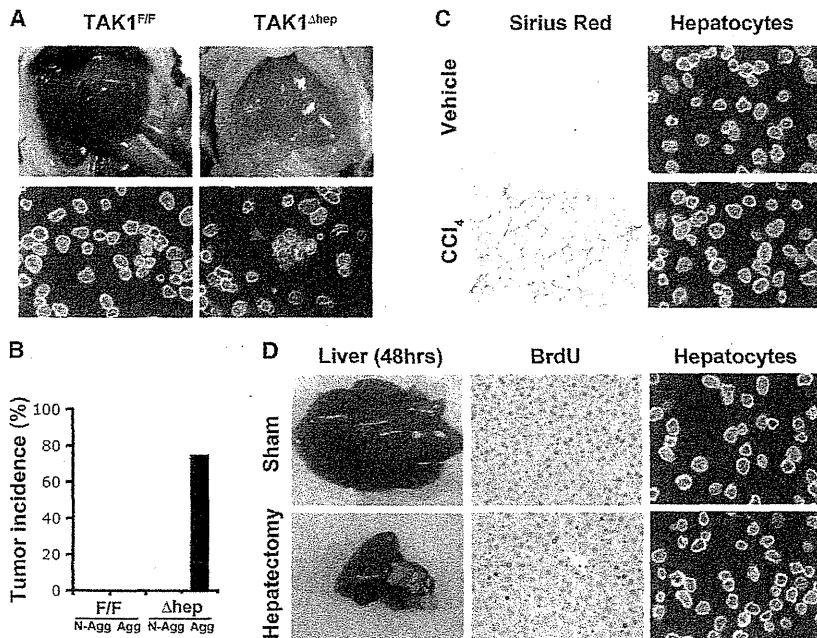 A
TAK1F/F
TAK1Δhep
B
Tumor incidence (%)
100
80
60
40
20
0
F/F
Δhep
N-Agg Agg N-Agg Agg
C
Sirius Red
Hepatocytes
Vehicle
CCl4
D
Liver (48hrs)
BrdU
Hepatocytes
Sham
Hepatectomy